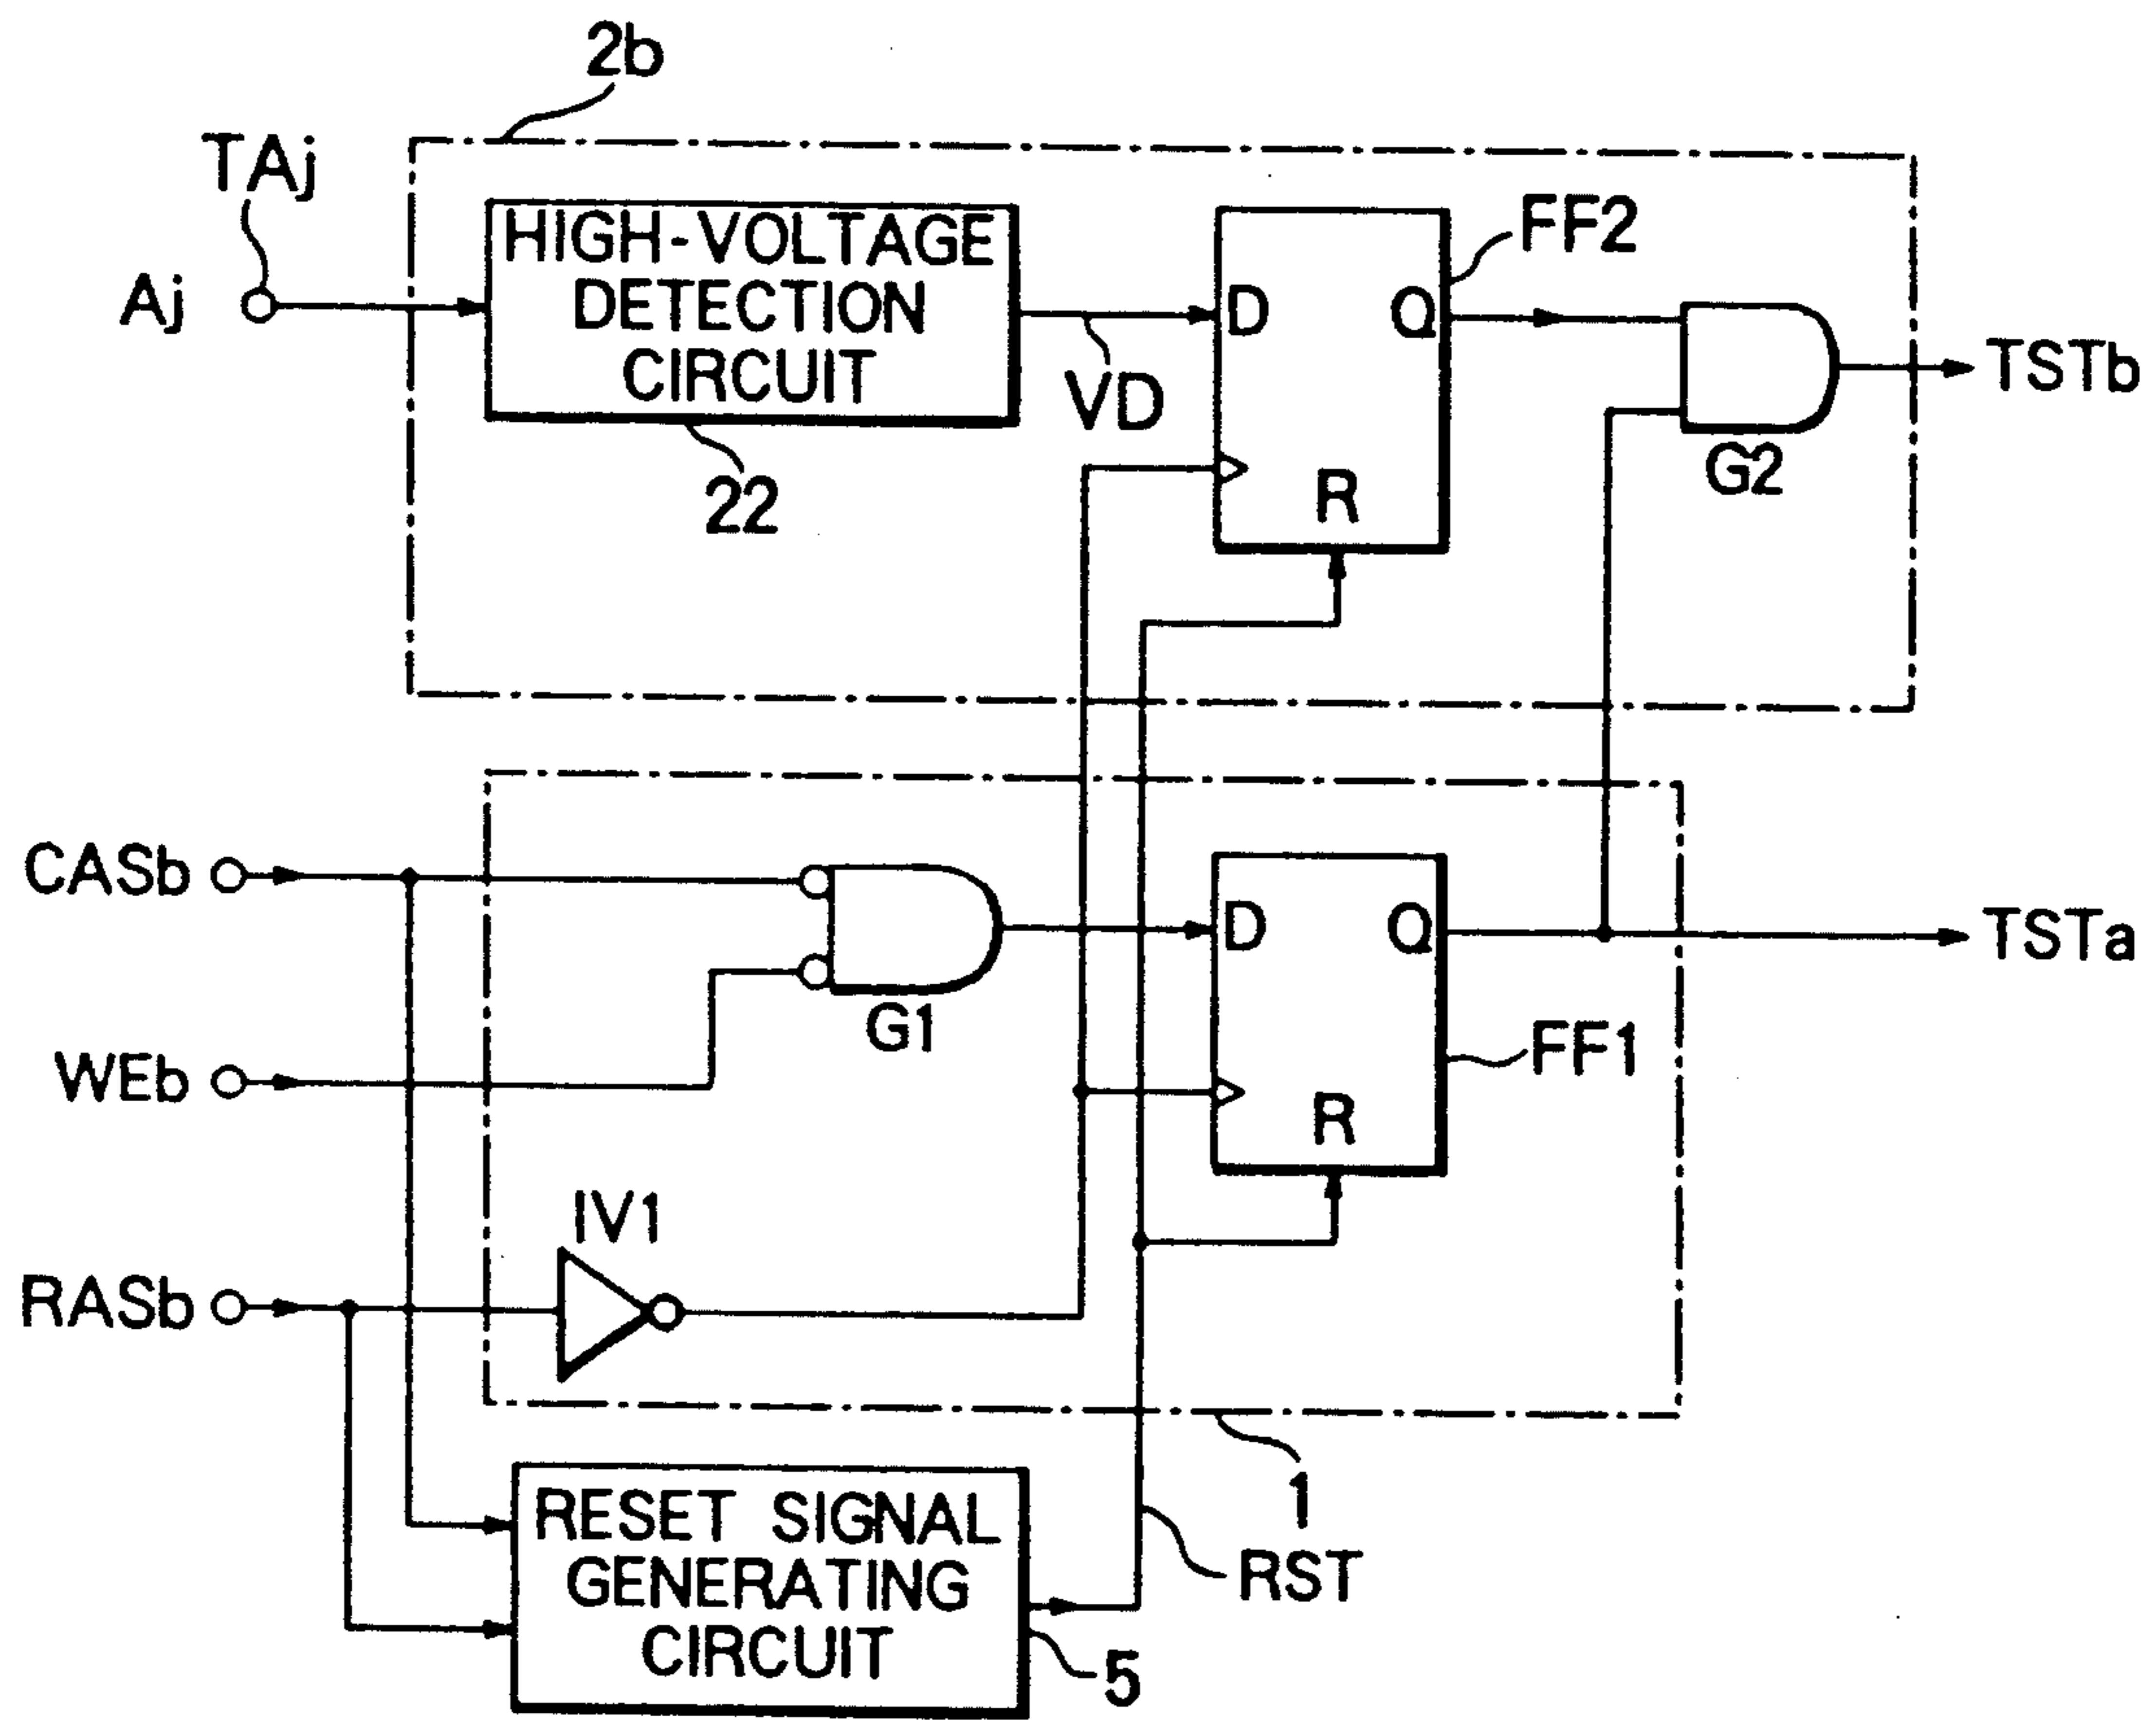 2b
TAj
Aj
HIGH-VOLTAGE
DETECTION
CIRCUIT
22
VD
D
Q
R
FF2
G2
TSTb
CASb
WEb
RASb
G1
IV1
D
Q
R
FF1
TSTa
1
RESET SIGNAL
GENERATING
CIRCUIT
RST
5